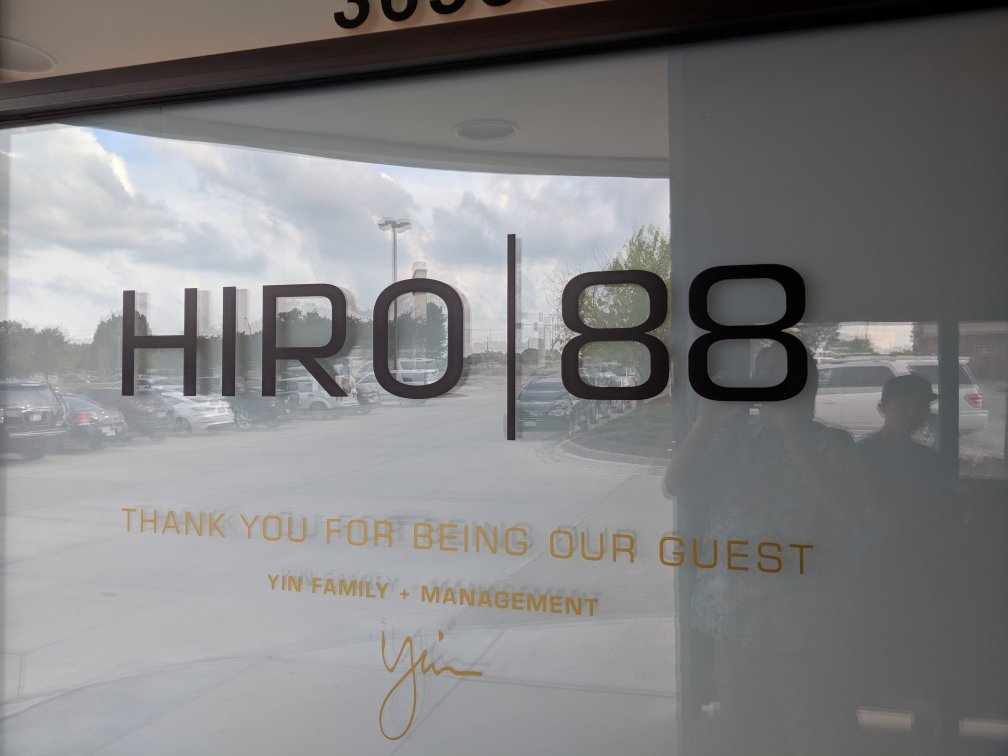 HIRO|88
THANK YOU FOR BEING OUR GUEST
YIN FAMILY + MANAGEMENT
Yin